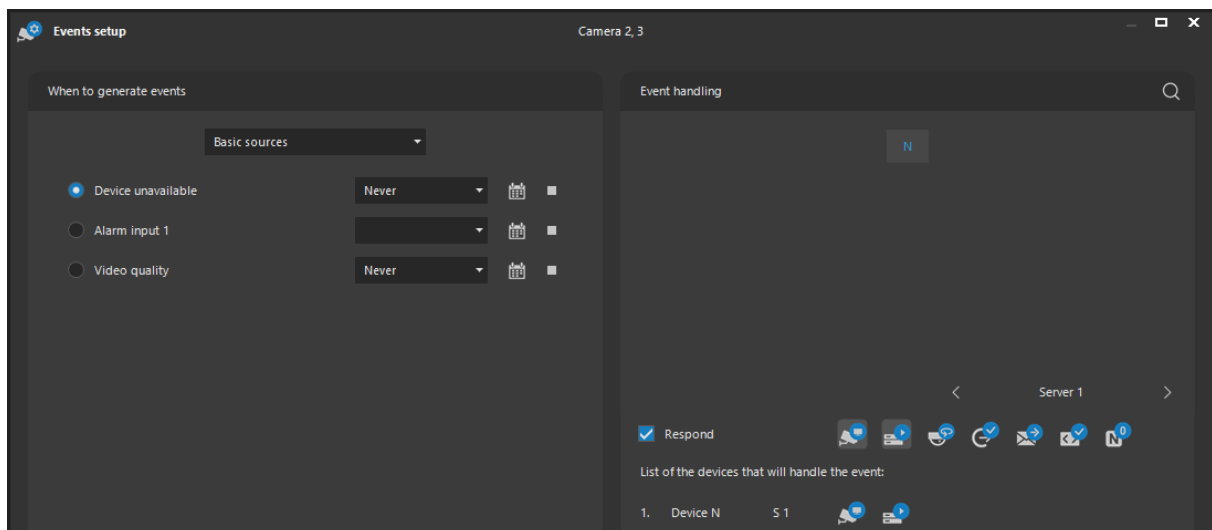 Events setup
Camera 2, 3
When to generate events
Basic sources
Device unavailable Never
Alarm input 1
Video quality Never
Event handling
N
Server 1
Respond
N 0
List of the devices that will handle the event:
1. Device N S 1